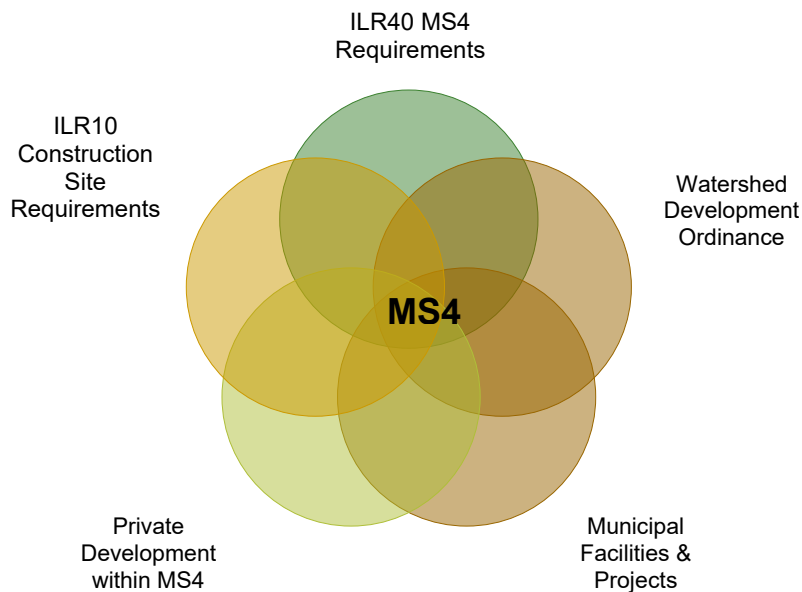 ILR40 MS4
Requirements
ILR10
Construction
Site
Requirements
Watershed
Development
Ordinance
MS4
Private
Development
within MS4
Municipal
Facilities &
Projects